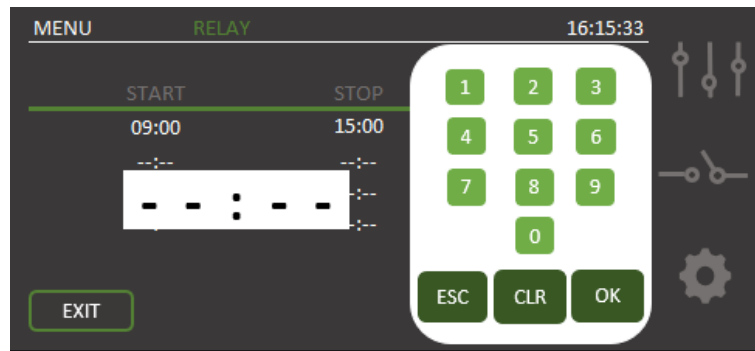 MENU RELAY 16:15:33
START STOP
09:00 15:00
--:-- --:--
- - : - - -:--
-:--
1 2 3
4 5 6
7 8 9
0
ESC CLR OK
EXIT